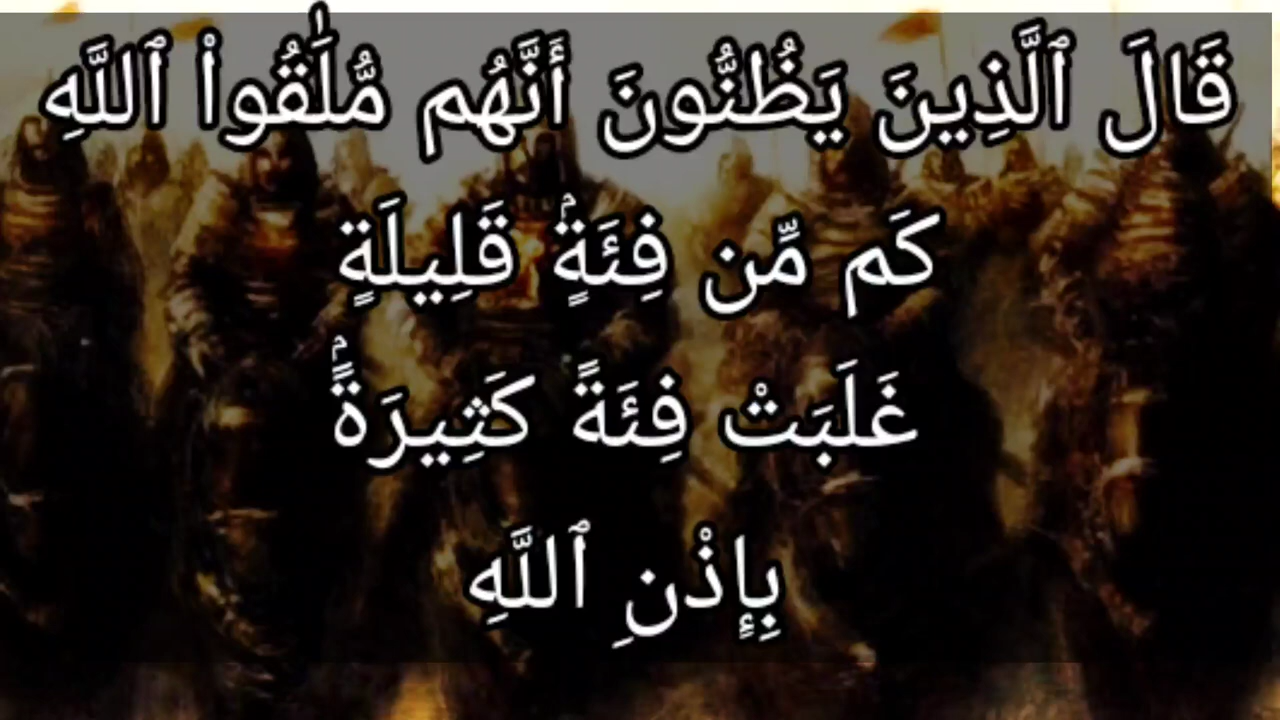 قَالَ ٱلَّذِينَ يَظُنُّونَ أَنَّهُم مُّلَٰقُوا۟ ٱللَّهِ
كَم مِّن فِئَةٍۢ قَلِيلَةٍ
غَلَبَتْ فِئَةً كَثِيرَةًۢ
بِإِذْنِ ٱللَّهِ